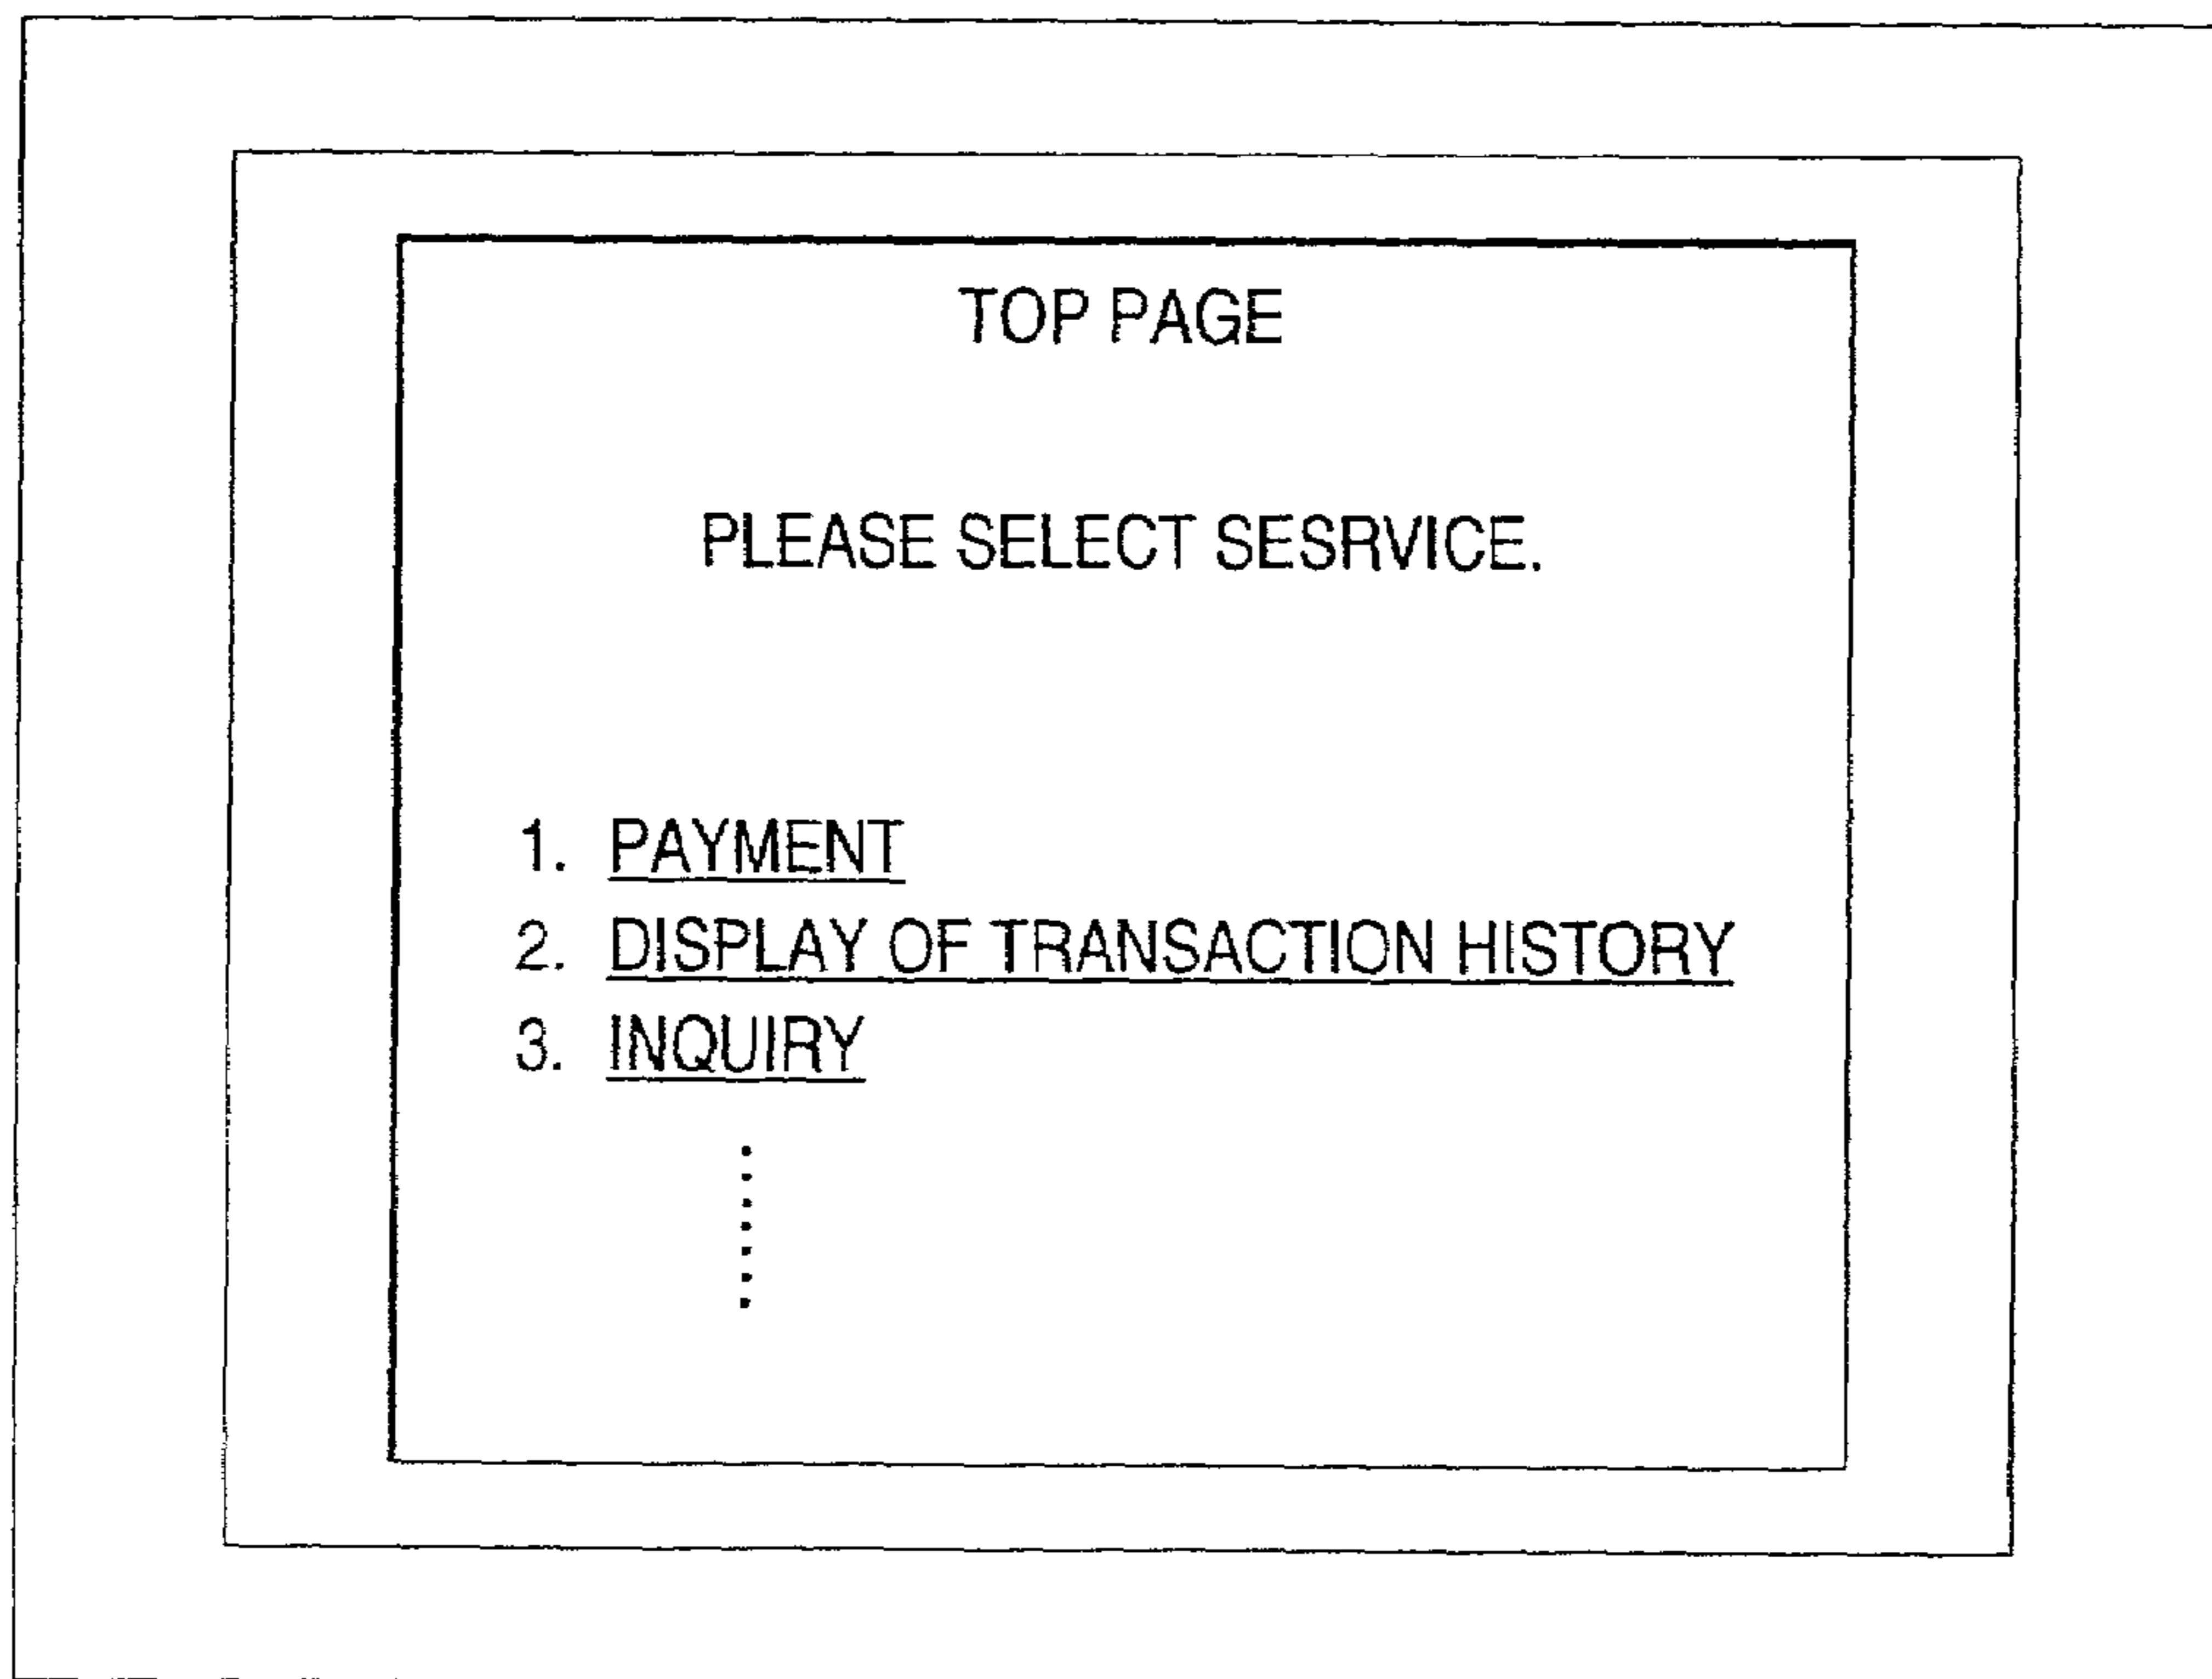 TOP PAGE
PLEASE SELECT SESRVICE.
1. PAYMENT
2. DISPLAY OF TRANSACTION HISTORY
3. INQUIRY